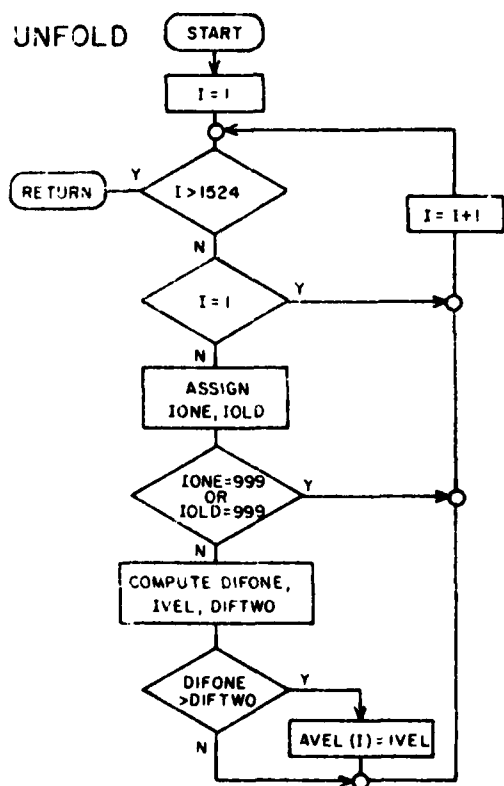 UNFOLD
START
I = 1
Y
RETURN
I > 1524
I = I+1
N
I = 1
Y
N
ASSIGN
IONE, IOLD
IONE=999
OR
IOLD=999
Y
N
COMPUTE DIFONE,
IVEL, DIFTWO
DIFONE
>DIFTWO
Y
N
AVEL (I) = IVEL